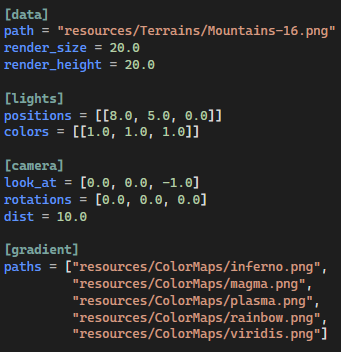 [data]
path = "resources/Terrains/Mountains-16.png"
render_size = 20.0
render_height = 20.0

[lights]
positions = [[8.0, 5.0, 0.0]]
colors = [[1.0, 1.0, 1.0]]

[camera]
look_at = [0.0, 0.0, -1.0]
rotations = [0.0, 0.0, 0.0]
dist = 10.0

[gradient]
paths = ["resources/ColorMaps/inferno.png",
         "resources/ColorMaps/magma.png",
         "resources/ColorMaps/plasma.png",
         "resources/ColorMaps/rainbow.png",
         "resources/ColorMaps/viridis.png"]